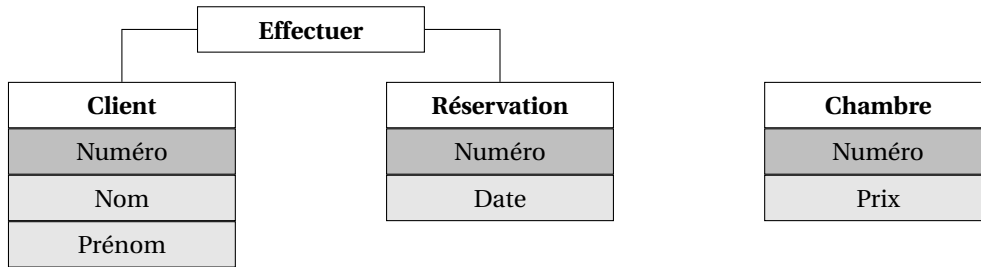 Effectuer
Client
Numéro
Nom
Prénom
Réservation
Numéro
Date
Chambre
Numéro
Prix